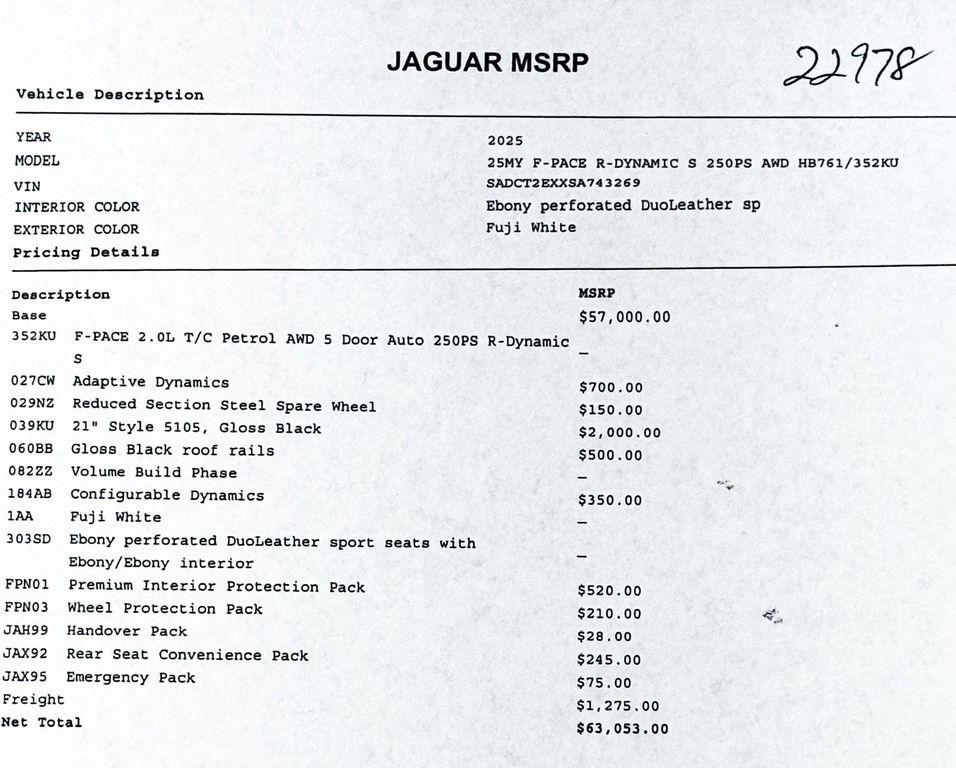 JAGUAR MSRP
22978
Vehicle Description
YEAR 2025
MODEL 25MY F-PACE R-DYNAMIC S 250PS AWD HB761/352KU
VIN SADCT2EXXSA743269
INTERIOR COLOR Ebony perforated DuoLeather sp
EXTERIOR COLOR Fuji White
Pricing Details
Description MSRP
Base $57,000.00
352KU F-PACE 2.0L T/C Petrol AWD 5 Door Auto 250PS R-Dynamic –
S
027CW Adaptive Dynamics $700.00
029NZ Reduced Section Steel Spare Wheel $150.00
039KU 21" Style 5105, Gloss Black $2,000.00
060BB Gloss Black roof rails $500.00
082ZZ Volume Build Phase –
184AB Configurable Dynamics $350.00
1AA Fuji White –
303SD Ebony perforated DuoLeather sport seats with –
Ebony/Ebony interior
FPN01 Premium Interior Protection Pack $520.00
FPN03 Wheel Protection Pack $210.00
JAH99 Handover Pack $28.00
JAX92 Rear Seat Convenience Pack $245.00
JAX95 Emergency Pack $75.00
Freight $1,275.00
Net Total $63,053.00